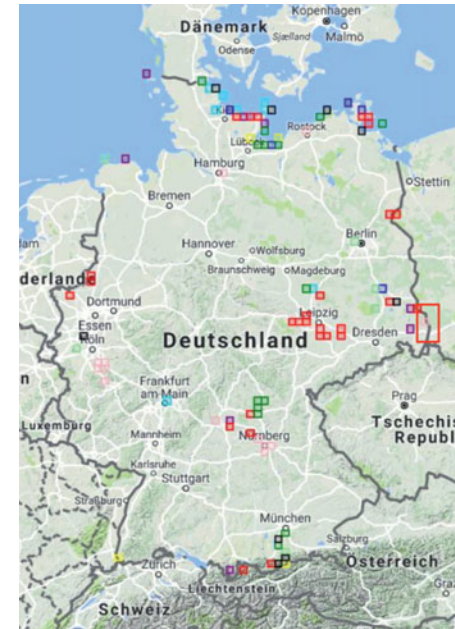 Kopenhagen
Dänemark
Sjælland
Malmö
Odense
Rostock
Lübeck
Hamburg
Stettin
Bremen
Berlin
Hannover
Wolfsburg
Braunschweig
Magdeburg
derlande
Dortmund
Leipzig
Essen
Deutschland
Dresden
Köln
Frankfurt
am Main
Prag
Luxemburg
Tschechis
Republ
Mannheim
Nürnberg
Karlsruhe
Stuttgart
Straßburg
München
Salzburg
Zürich
Österreich
Liechtenstein
Graz
Schweiz